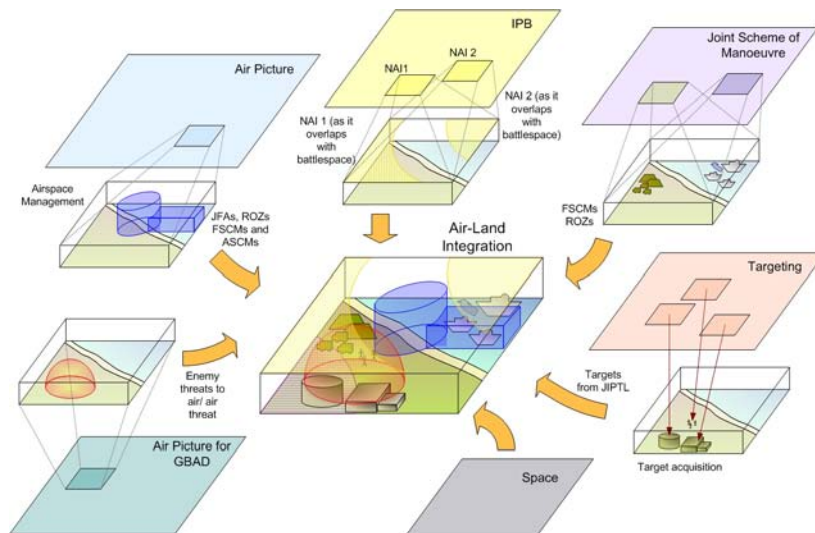 IPB
NAI1
NAI 2
NAI 1 (as it
overlaps
with
battlespace)
NAI 2 (as it
overlaps
with
battlespace)
Air Picture
Airspace
Management
JFAs, ROZs
FSCMs and
ASCMs
Joint Scheme of
Manoeuvre
FSCMs
ROZs
Air-Land
Integration
Targeting
Targets
from JIPTL
Target acquisition
Enemy
threats to
air/ air
threat
Air Picture for
GBAD
Space